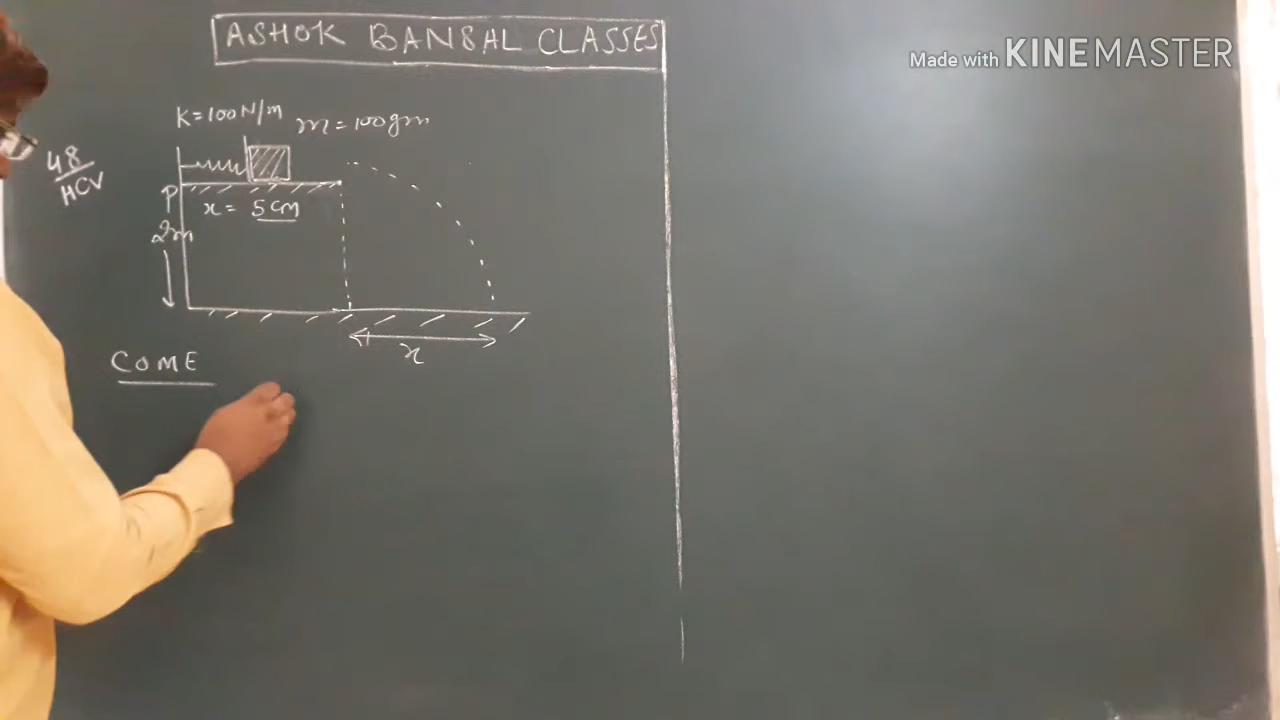 ASHOK BANSAL CLASSES
Made with KINEMASTER
K=100N/m
m=100gm
48
HCV
P
x= 5cm
2m
x
COME